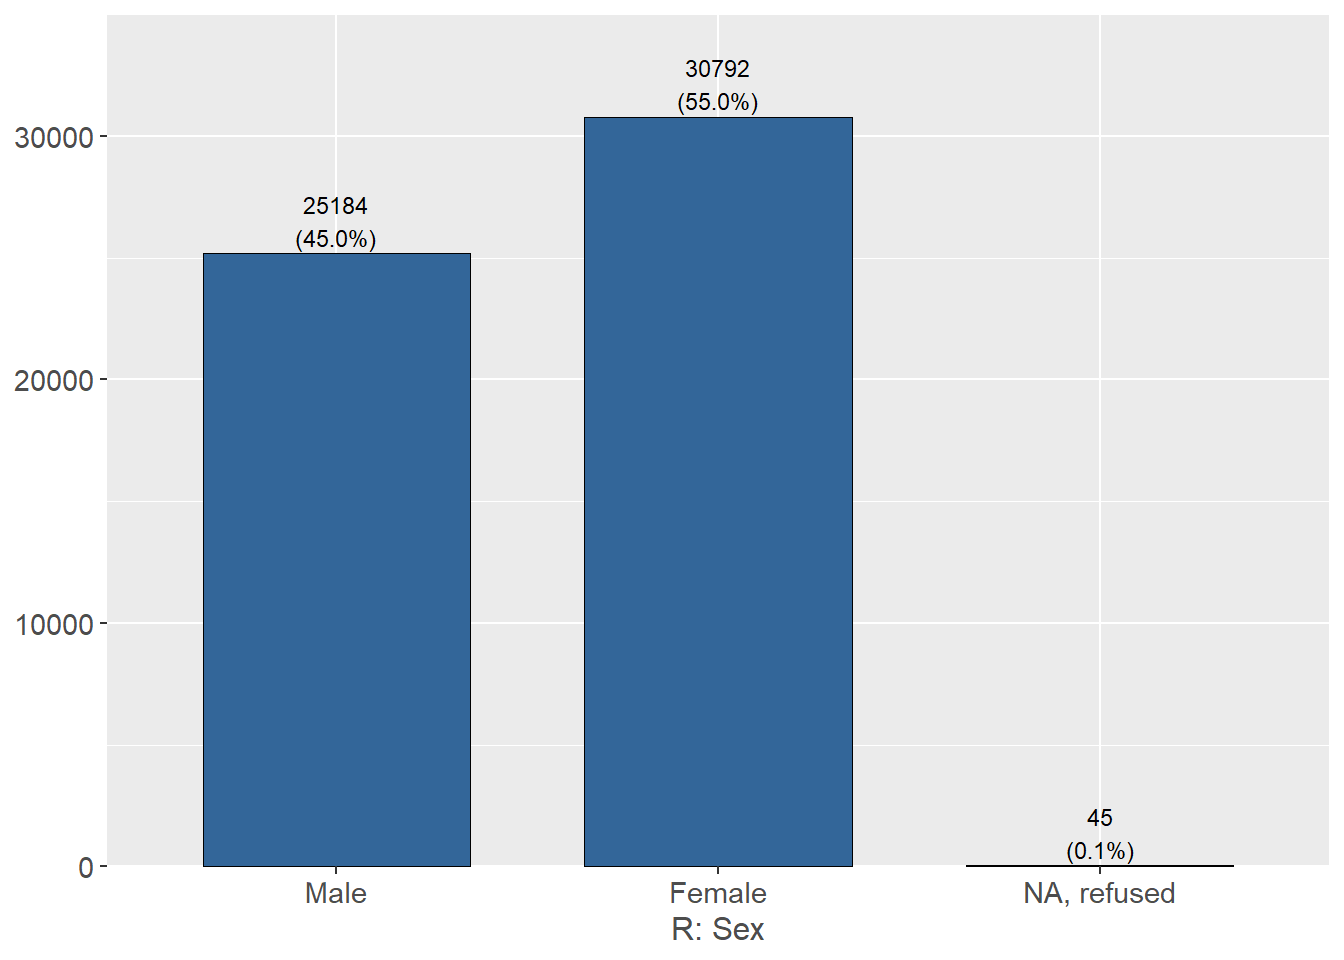 30792
(55.0%)
30000
25184
(45.0%)
20000
10000
45
(0.1%)
0
Male
Female
NA, refused
R: Sex